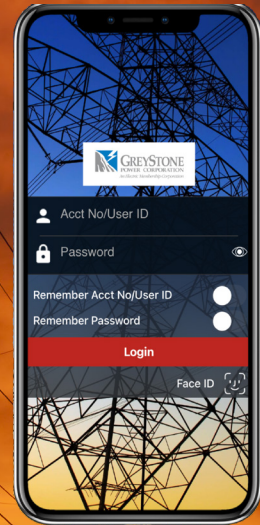 GREYSTONE
POWER CORPORATION
An Electric Membership Corporation
Acct No/User ID
Password
Remember Acct No/User ID
Remember Password
Login
Face ID